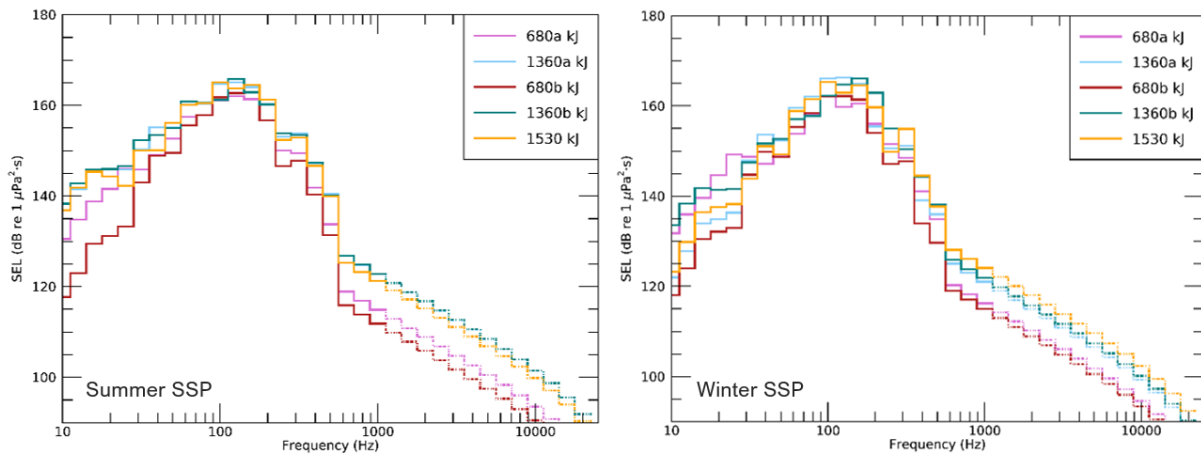 180
160
140
120
100
SEL (dB re 1 μPa²·s)
680a kJ
1360a kJ
680b kJ
1360b kJ
1530 kJ
Summer SSP
10
100
1000
10000
Frequency (Hz)
180
160
140
120
100
SEL (dB re 1 μPa²·s)
680a kJ
1360a kJ
680b kJ
1360b kJ
1530 kJ
Winter SSP
10
100
1000
10000
Frequency (Hz)